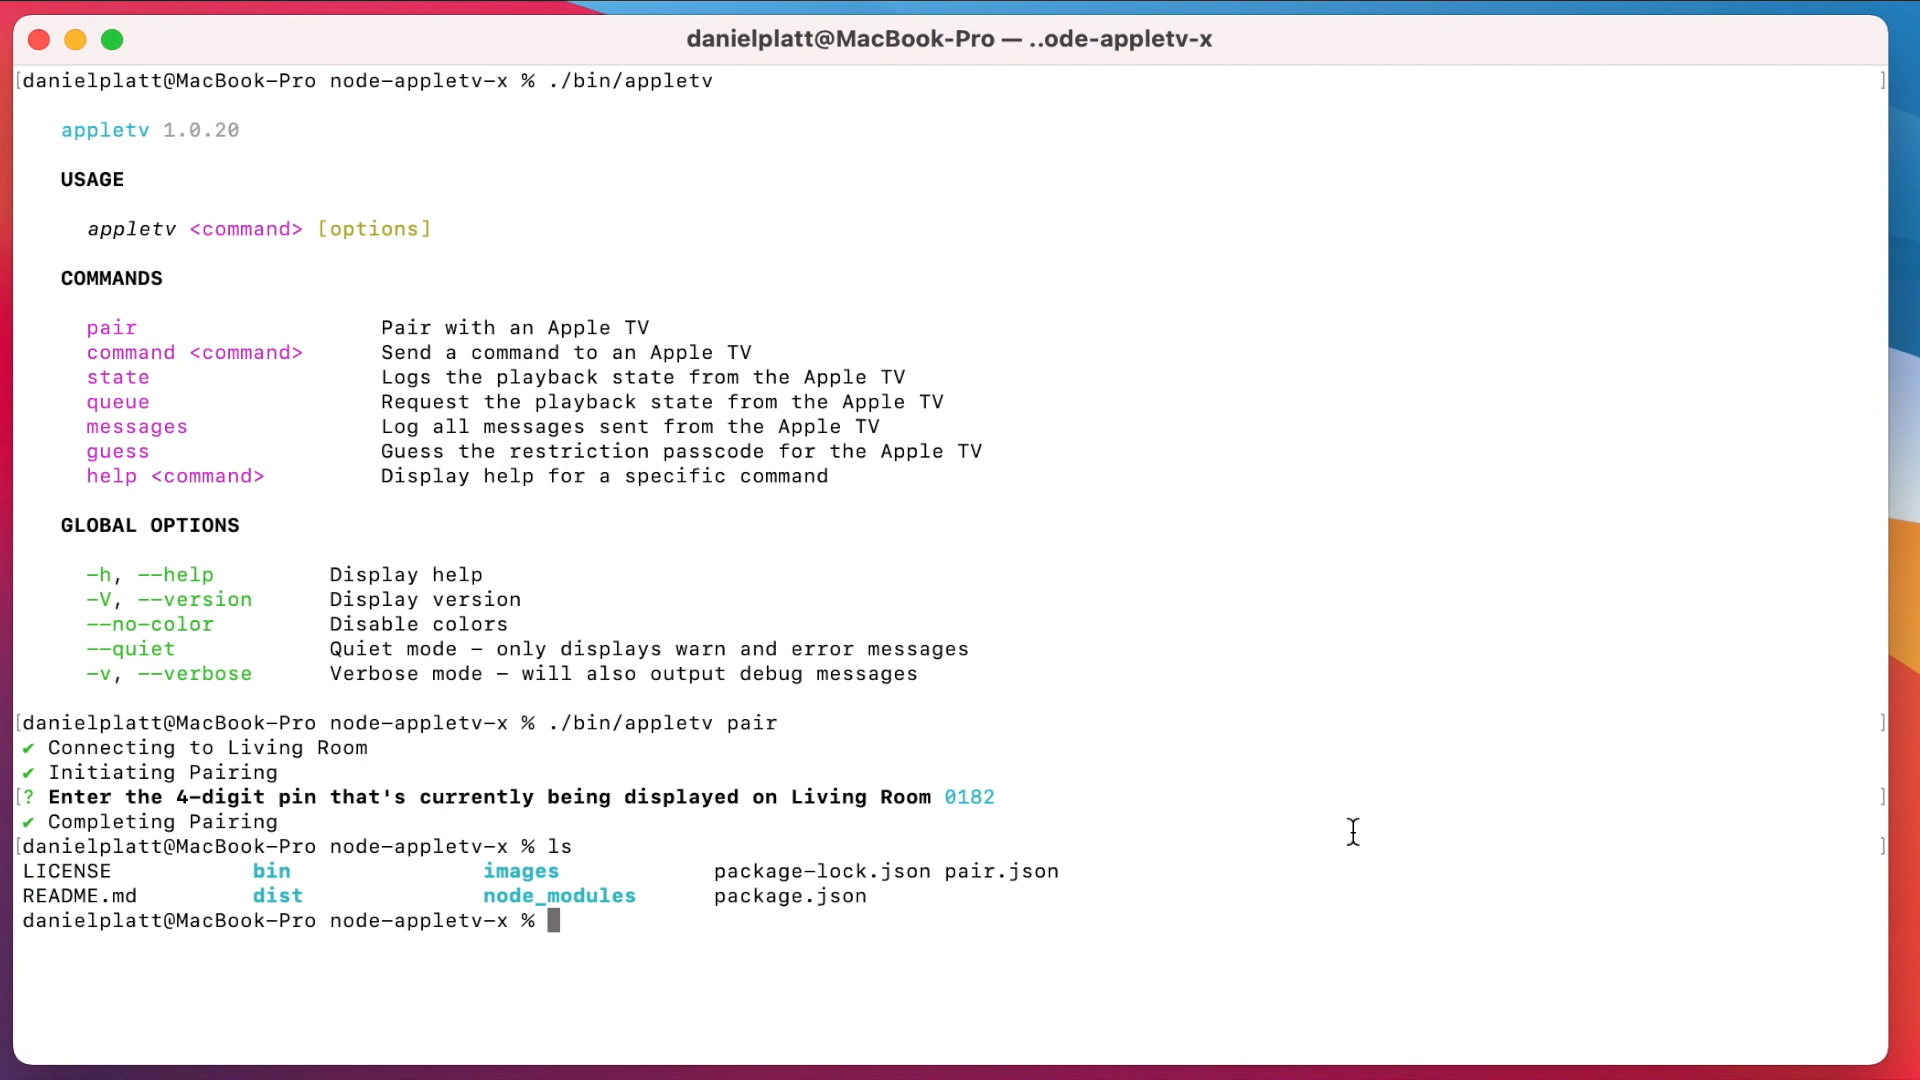 danielplatt@MacBook-Pro — ..ode-appletv-x
[danielplatt@MacBook-Pro node-appletv-x % ./bin/appletv ]
appletv 1.0.20
USAGE
appletv <command> [options]
COMMANDS
pair Pair with an Apple TV
command <command> Send a command to an Apple TV
state Logs the playback state from the Apple TV
queue Request the playback state from the Apple TV
messages Log all messages sent from the Apple TV
guess Guess the restriction passcode for the Apple TV
help <command> Display help for a specific command
GLOBAL OPTIONS
-h, --help Display help
-V, --version Display version
--no-color Disable colors
--quiet Quiet mode - only displays warn and error messages
-v, --verbose Verbose mode - will also output debug messages
[danielplatt@MacBook-Pro node-appletv-x % ./bin/appletv pair ]
✔ Connecting to Living Room
✔ Initiating Pairing
[? Enter the 4-digit pin that's currently being displayed on Living Room 0182 ]
✔ Completing Pairing
[danielplatt@MacBook-Pro node-appletv-x % ls ]
LICENSE bin images package-lock.json pair.json
README.md dist node_modules package.json
danielplatt@MacBook-Pro node-appletv-x %